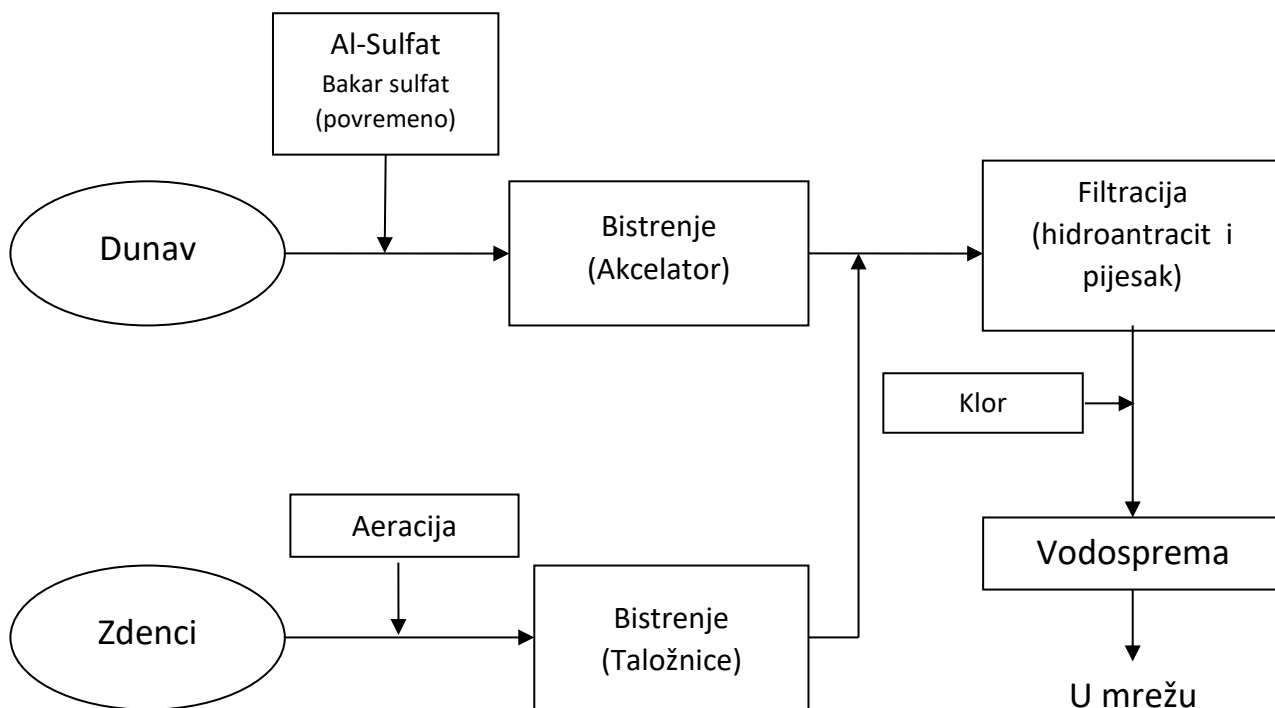 Al-Sulfat
Bakar sulfat
(povremeno)
Dunav
Bistrenje
(Akcelator)
Filtracija
(hidroantracit i
pijesak)
Klor
Aeracija
Vodosprema
Zdenci
Bistrenje
(Taložnice)
U mrežu